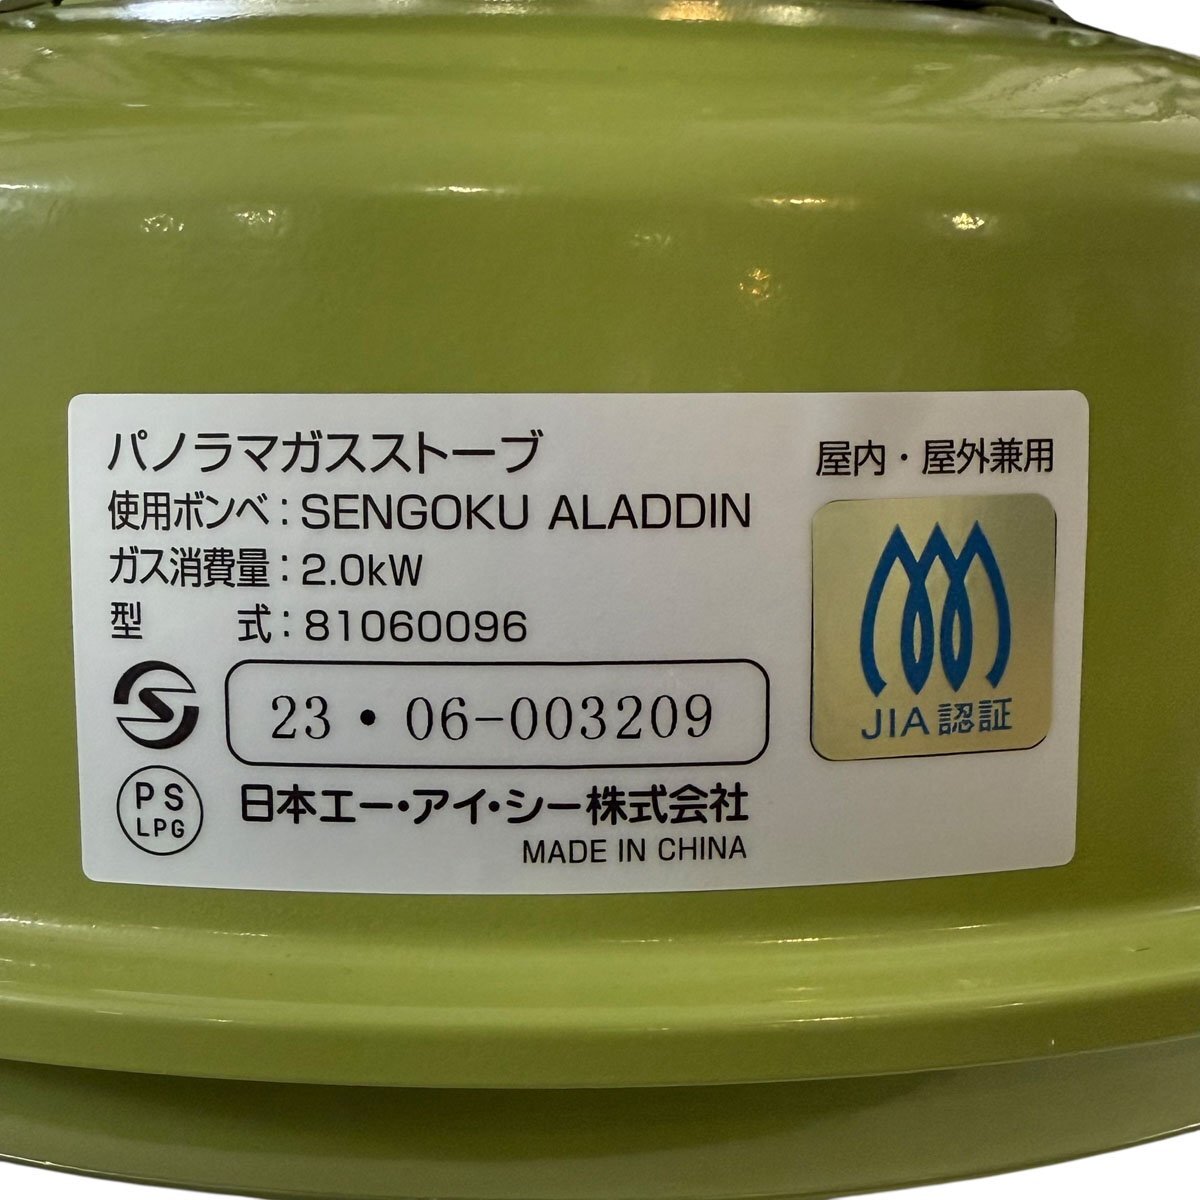 パノラマガスストーブ
使用ボンベ：SENGOKU ALADDIN
ガス消費量：2.0kW
型　　式：81060096
23・06-003209
PS
LPG
日本エー・アイ・シー株式会社
MADE IN CHINA
屋内・屋外兼用
JIA認証